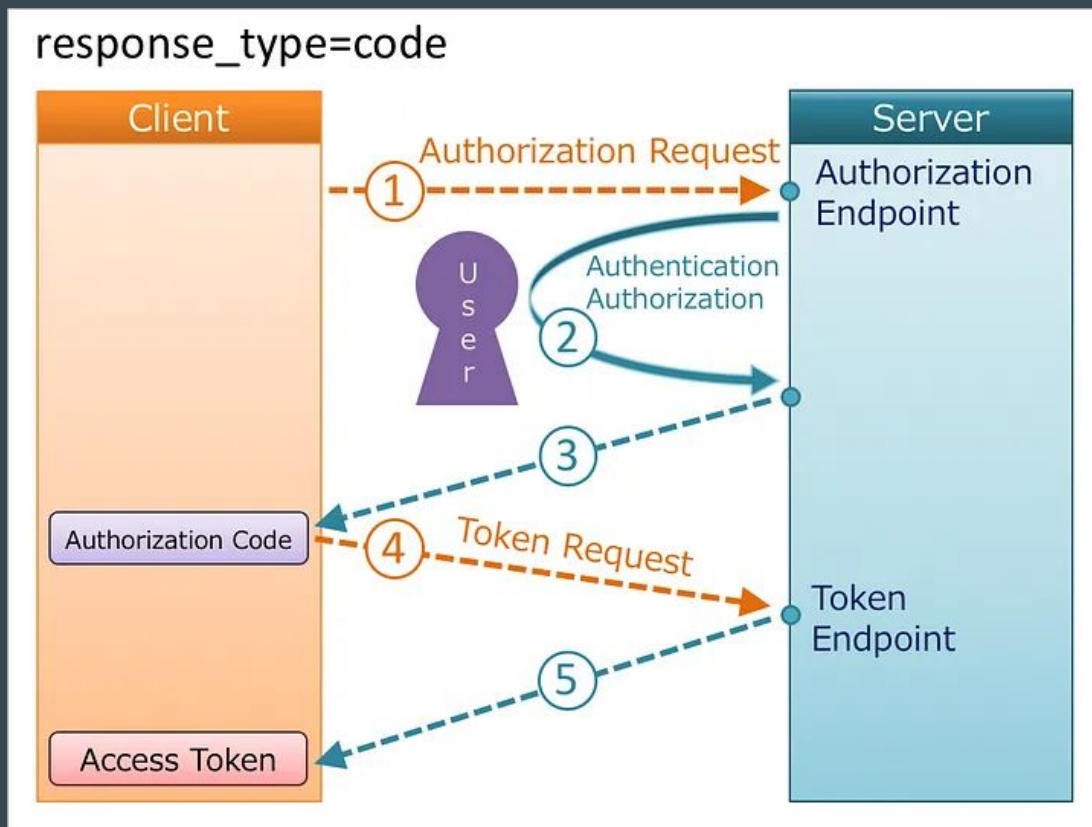 response_type=code
Client
Server
Authorization Request
1
Authorization
Endpoint
User
Authentication
Authorization
2
3
Authorization Code
4
Token Request
Token
Endpoint
5
Access Token